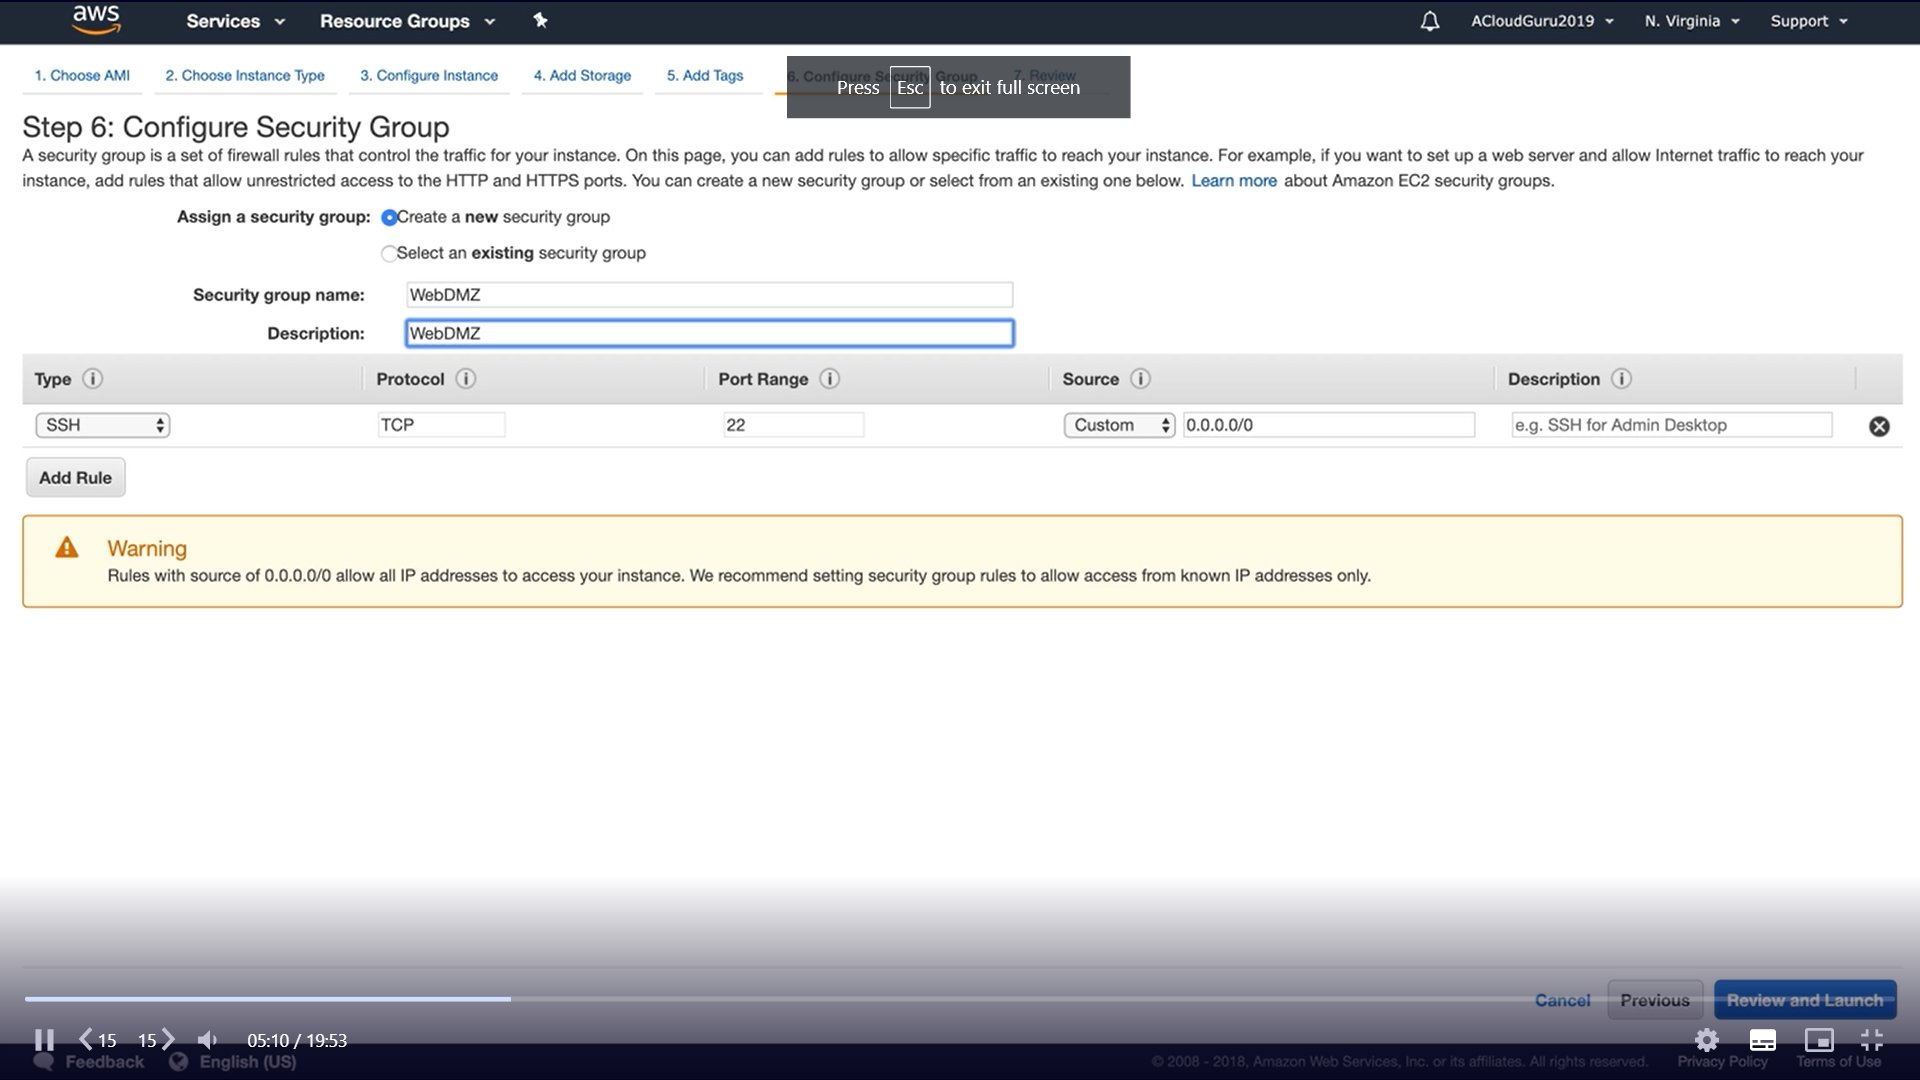 aws Services Resource Groups ACloudGuru2019 N. Virginia Support
1. Choose AMI 2. Choose Instance Type 3. Configure Instance 4. Add Storage 5. Add Tags 6. Configure Security Group 7. Review
Press Esc to exit full screen
Step 6: Configure Security Group
A security group is a set of firewall rules that control the traffic for your instance. On this page, you can add rules to allow specific traffic to reach your instance. For example, if you want to set up a web server and allow Internet traffic to reach your
instance, add rules that allow unrestricted access to the HTTP and HTTPS ports. You can create a new security group or select from an existing one below. Learn more about Amazon EC2 security groups.
Assign a security group: Create a new security group
Select an existing security group
Security group name: WebDMZ
Description: WebDMZ
Type Protocol Port Range Source Description
SSH TCP 22 Custom 0.0.0.0/0 e.g. SSH for Admin Desktop
Add Rule
Warning
Rules with source of 0.0.0.0/0 allow all IP addresses to access your instance. We recommend setting security group rules to allow access from known IP addresses only.
Cancel Previous Review and Launch
15 15 05:10 / 19:53
Feedback English (US) © 2008 - 2018, Amazon Web Services, Inc. or its affiliates. All rights reserved. Privacy Policy Terms of Use